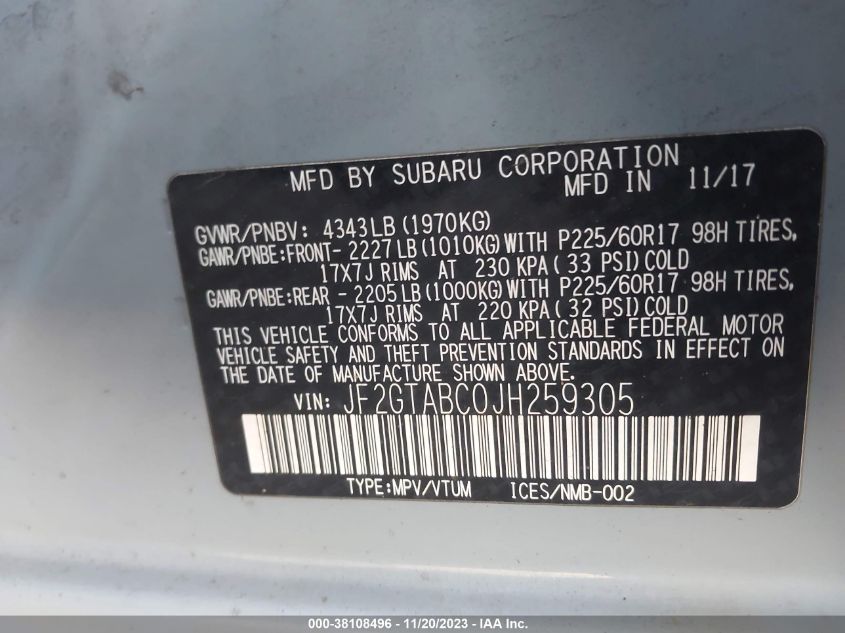 MFD BY SUBARU CORPORATION
MFD IN 11/17
GVWR/PNBV: 4343LB (1970KG)
GAWR/PNBE:FRONT- 2227 LB (1010KG) WITH P225/60R17 98H TIRES,
17X7J RIMS AT 230 KPA ( 33 PSI) COLD
GAWR/PNBE:REAR - 2205 LB (1000KG) WITH P225/60R17 98H TIRES,
17X7J RIMS AT 220 KPA ( 32 PSI) COLD
THIS VEHICLE CONFORMS TO ALL APPLICABLE FEDERAL MOTOR
VEHICLE SAFETY AND THEFT PREVENTION STANDARDS IN EFFECT ON
THE DATE OF MANUFACTURE SHOWN ABOVE.
VIN: JF2GTABC0JH259305
TYPE:MPV/VTUM ICES/NMB-002
000-38108496 - 11/20/2023 - IAA Inc.